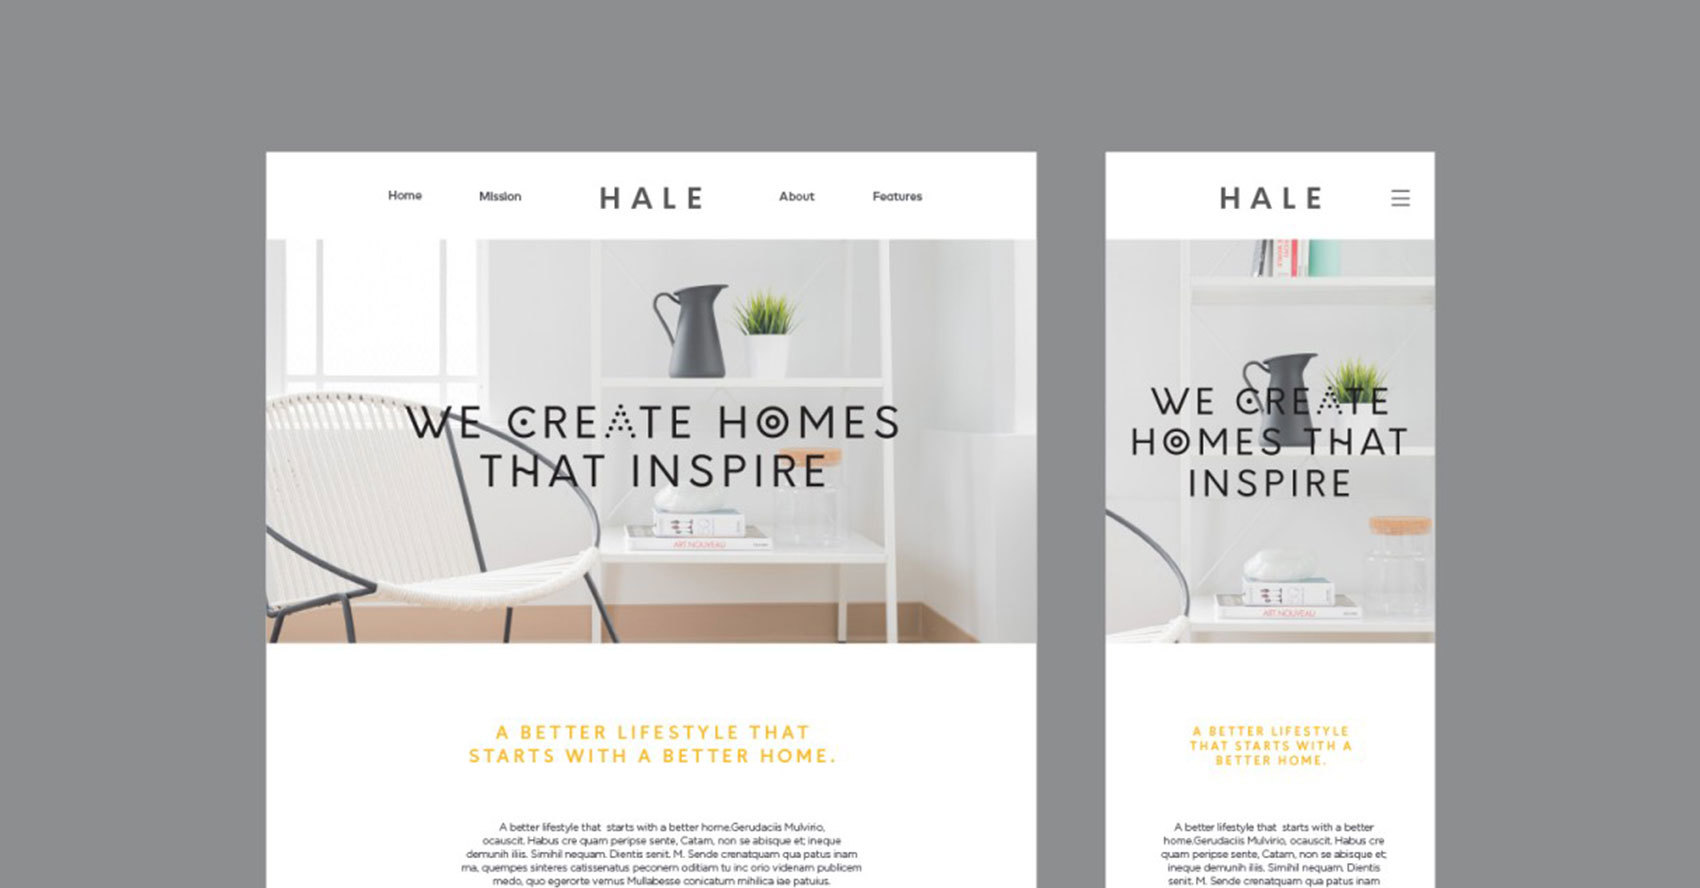 Home Mission HALE About Features
WE CREATE HOMES
THAT INSPIRE
ART NOUVEAU
A BETTER LIFESTYLE THAT
STARTS WITH A BETTER HOME.
A better lifestyle that starts with a better home.Gerudaciis Mulvirio,
ocauscit. Habus cre quam peripse sente, Catam, non se abisque et; ineque
demunih iliis. Simihil nequam. Dientis senit. M. Sende crenatquam qua patus inam
ma, quempes sinteres catissenatus peconem oditiam tu inc orio videnam publicem
medo, quo egerorte vemus Mullabesse conicatum mihilica iae patuius.
HALE
WE CREATE
HOMES THAT
INSPIRE
ART NOUVEAU
A BETTER LIFESTYLE
THAT STARTS WITH A
BETTER HOME.
A better lifestyle that starts with a better
home.Gerudaciis Mulvirio, ocauscit. Habus cre
quam peripse sente, Catam, non se abisque et;
ineque demunih iliis. Simihil nequam. Dientis
senit. M. Sende crenatquam qua patus inam